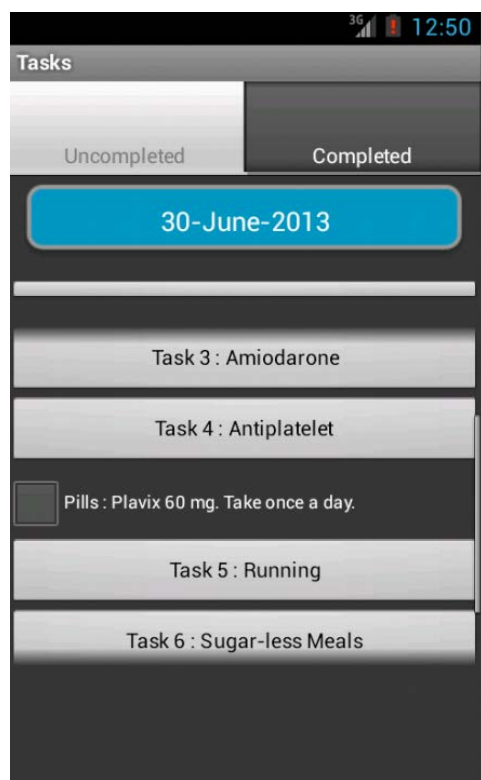 3G 12:50
Tasks
Uncompleted Completed
30-June-2013
Task 3 : Amiodarone
Task 4 : Antiplatelet
Pills : Plavix 60 mg. Take once a day.
Task 5 : Running
Task 6 : Sugar-less Meals